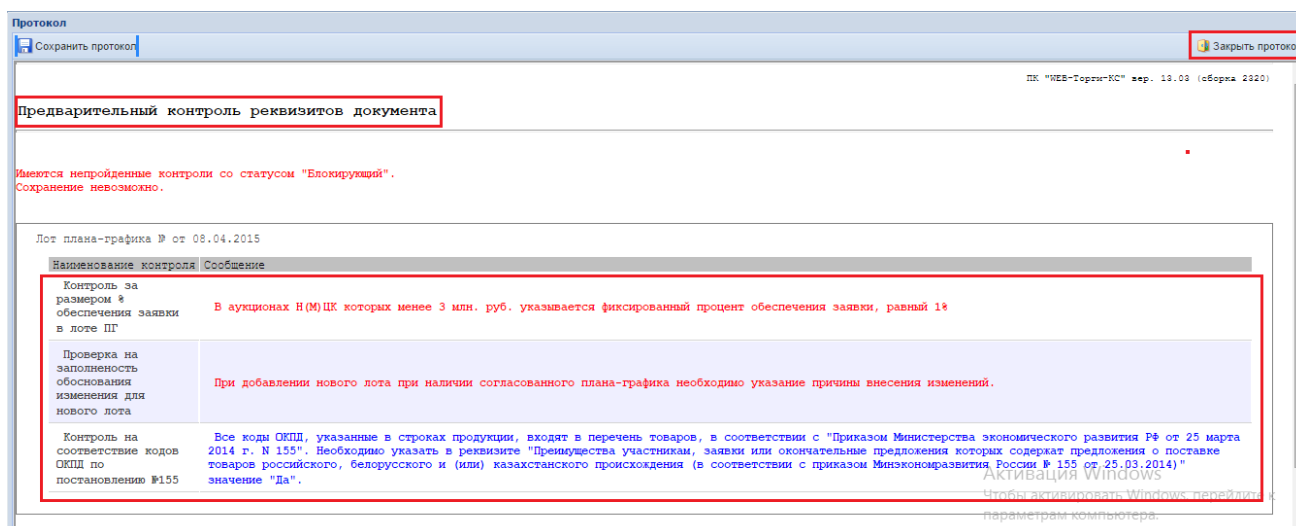 Протокол
Сохранить протокол
Закрыть протоко
ПК "WEB-Торги-КС" вер. 13.03 (сборка 2320)
Предварительный контроль реквизитов документа
Имеются непройденные контроли со статусом "Блокирующий".
Сохранение невозможно.
Лот плана-графика № от 08.04.2015
Наименование контроля Сообщение
Контроль за
размером %
обеспечения заявки
в лоте ПГ
В аукционах Н(М)ЦК которых менее 3 млн. руб. указывается фиксированный процент обеспечения заявки, равный 1%
Проверка на
заполненость
обоснования
изменения для
нового лота
При добавлении нового лота при наличии согласованного плана-графика необходимо указание причины внесения изменений.
Контроль на
соответствие кодов
ОКПД по
постановлению №155
Все коды ОКПД, указанные в строках продукции, входят в перечень товаров, в соответствии с "Приказом Министерства экономического развития РФ от 25 марта
2014 г. N 155". Необходимо указать в реквизите "Преимущества участникам, заявки или окончательные предложения которых содержат предложения о поставке
товаров российского, белорусского и (или) казахстанского происхождения (в соответствии с приказом Минэкономразвития России № 155 от 25.03.2014)"
значение "Да".
Активация Windows
Чтобы активировать Windows, перейдите к
параметрам компьютера.